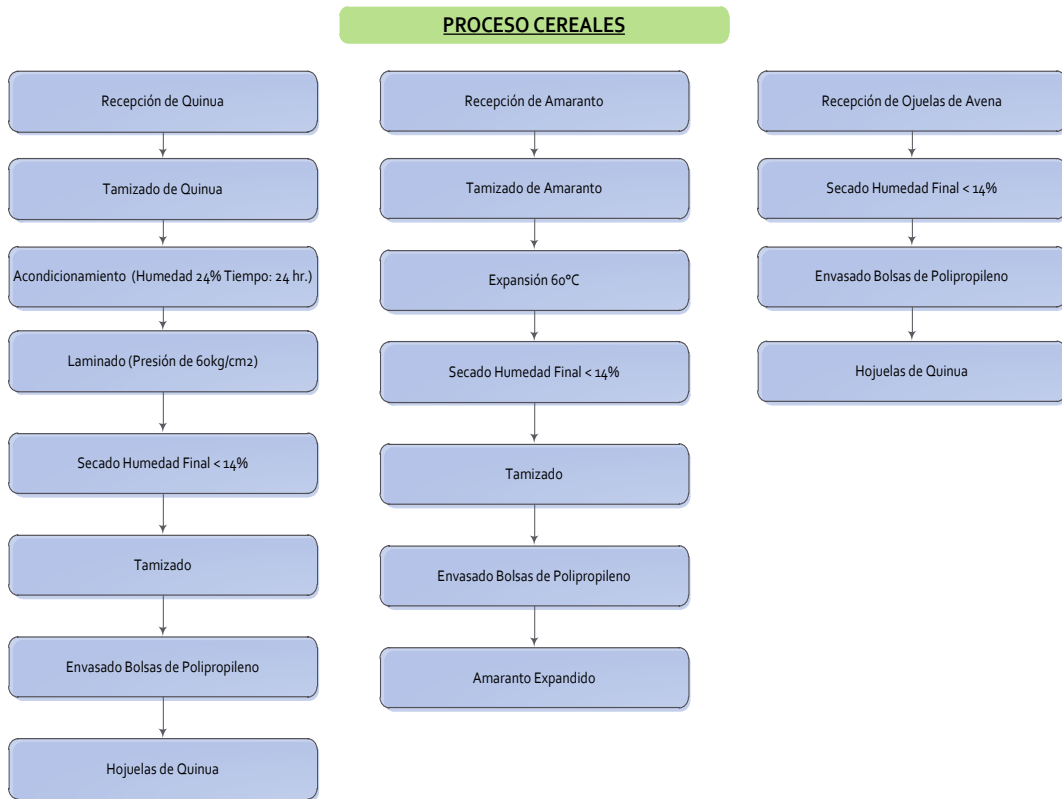 PROCESO CEREALES
Recepción de Quinua
Tamizado de Quinua
Acondicionamiento (Humedad 24% Tiempo: 24 hr.)
Laminado (Presión de 60kg/cm2)
Secado Humedad Final < 14%
Tamizado
Envasado Bolsas de Polipropileno
Hojuelas de Quinua
Recepción de Amaranto
Tamizado de Amaranto
Expansión 60°C
Secado Humedad Final < 14%
Tamizado
Envasado Bolsas de Polipropileno
Amaranto Expandido
Recepción de Ojuelas de Avena
Secado Humedad Final < 14%
Envasado Bolsas de Polipropileno
Hojuelas de Quinua